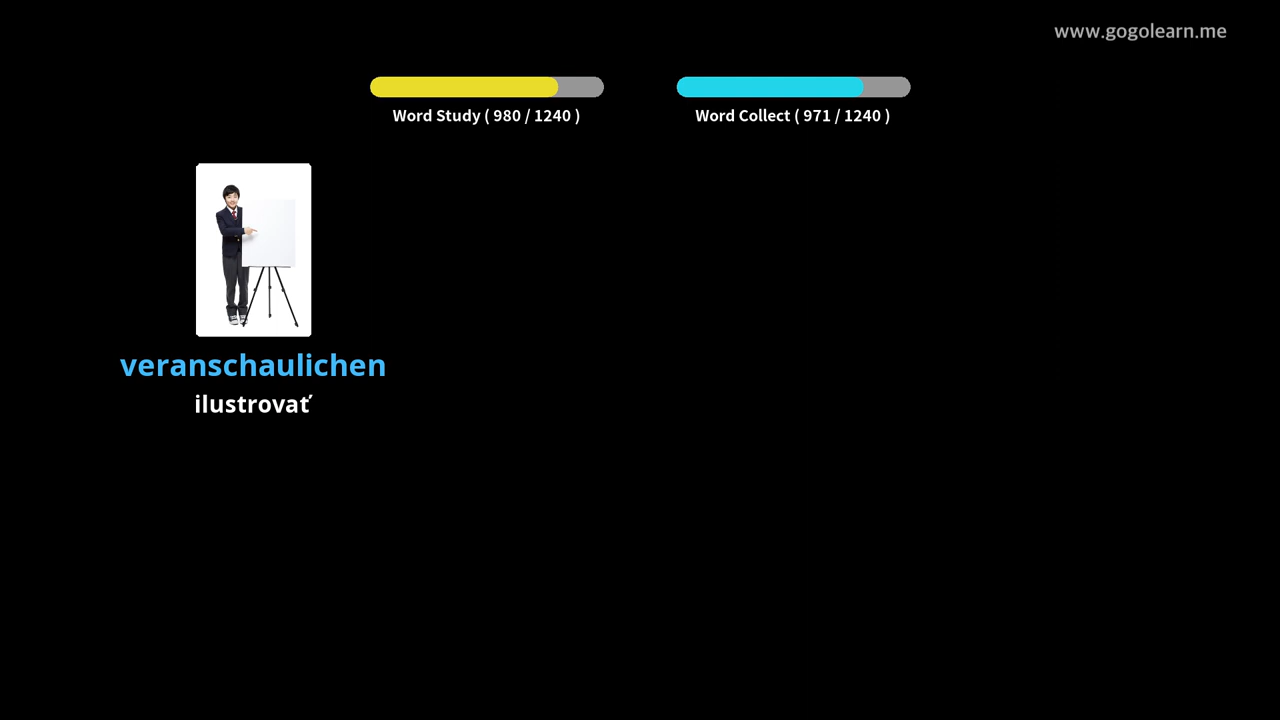 www.gogolearn.me
Word Study ( 980 / 1240 )
Word Collect ( 971 / 1240 )
veranschaulichen
ilustrovať